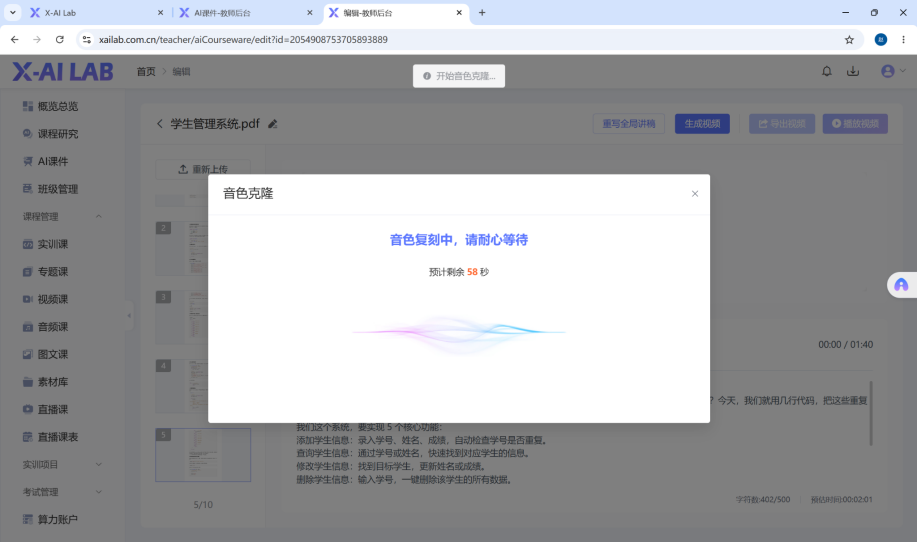 X-AI Lab
AI课件-教师后台
编辑-教师后台
xailab.com.cn/teacher/aiCourseware/edit?id=2054908753705893889
X-AI LAB
首页
编辑
开始音色克隆...
概览总览
课程研究
AI课件
班级管理
课程管理
实训课
专题课
视频课
音频课
图文课
素材库
直播课
直播课表
实训项目
考试管理
算力账户
学生管理系统.pdf
重写全局讲稿
生成视频
导出视频
播放视频
重新上传
2
3
4
5
5/10
音色克隆
音色复刻中，请耐心等待
预计剩余 58 秒
00:00 / 01:40
？今天，我们就用几行代码，把这些重复
我们这个系统，要实现 5 个核心功能：
添加学生信息：录入学号、姓名、成绩，自动检查学号是否重复。
查询学生信息：通过学号或姓名，快速找到对应学生的信息。
修改学生信息：找到目标学生，更新姓名或成绩。
删除学生信息：输入学号，一键删除该学生的所有数据。
字符数:402/500
预估时间:00:02:01